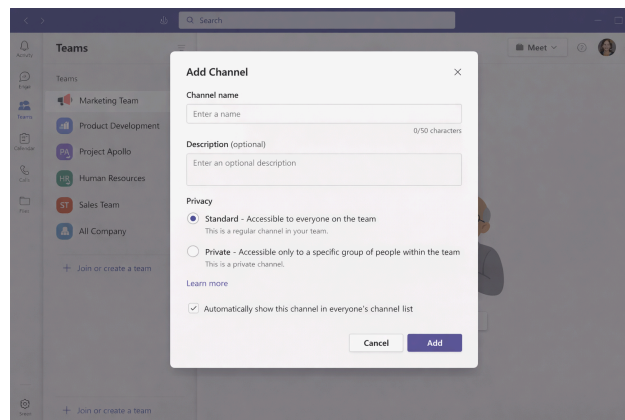 Search
Activity
Teams
Meet
Teams
Teams
Marketing Team
Product Development
PA Project Apollo
HR Human Resources
Calls
ST Sales Team
All Company
+ Join or create a team
+ Join or create a team
Add Channel
Channel name
Enter a name
0/50 characters
Description (optional)
Enter an optional description
Privacy
Standard - Accessible to everyone on the team
This is a regular channel in your team.
Private - Accessible only to a specific group of people within the team
This is a private channel.
Learn more
Automatically show this channel in everyone's channel list
Cancel
Add